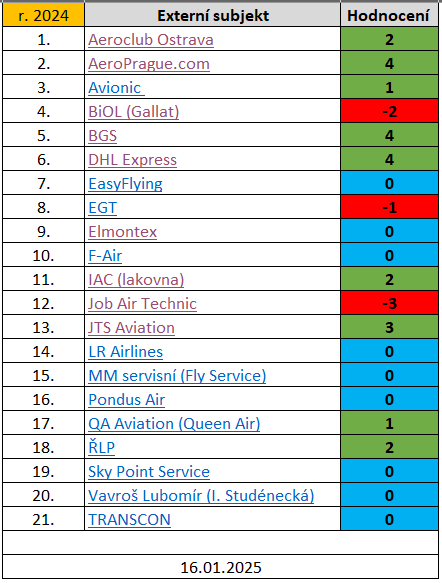 r. 2024 Externí subjekt Hodnocení
1. Aeroclub Ostrava 2
2. AeroPrague.com 4
3. Avionic 1
4. BiOL (Gallat) -2
5. BGS 4
6. DHL Express 4
7. EasyFlying 0
8. EGT -1
9. Elmontex 0
10. F-Air 0
11. IAC (lakovna) 2
12. Job Air Technic -3
13. JTS Aviation 3
14. LR Airlines 0
15. MM servisní (Fly Service) 0
16. Pondus Air 0
17. QA Aviation (Queen Air) 1
18. ŘLP 2
19. Sky Point Service 0
20. Vavroš Lubomír (I. Studénecká) 0
21. TRANSCON 0
16.01.2025